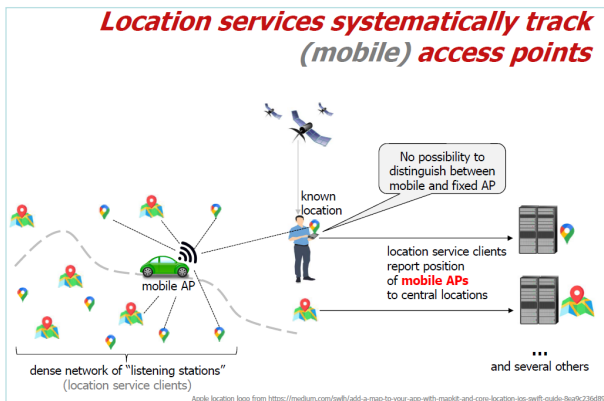 Location services systematically track
(mobile) access points
No possibility to
distinguish between
mobile and fixed AP
known
location
mobile AP
location service clients
report position
of mobile APs
to central locations
...
and several others
dense network of "listening stations"
(location service clients)
Apple location logo from https://medium.com/swlh/add-a-map-to-your-app-with-mapkit-and-core-location-ios-swift-guide-8ea9c236d89